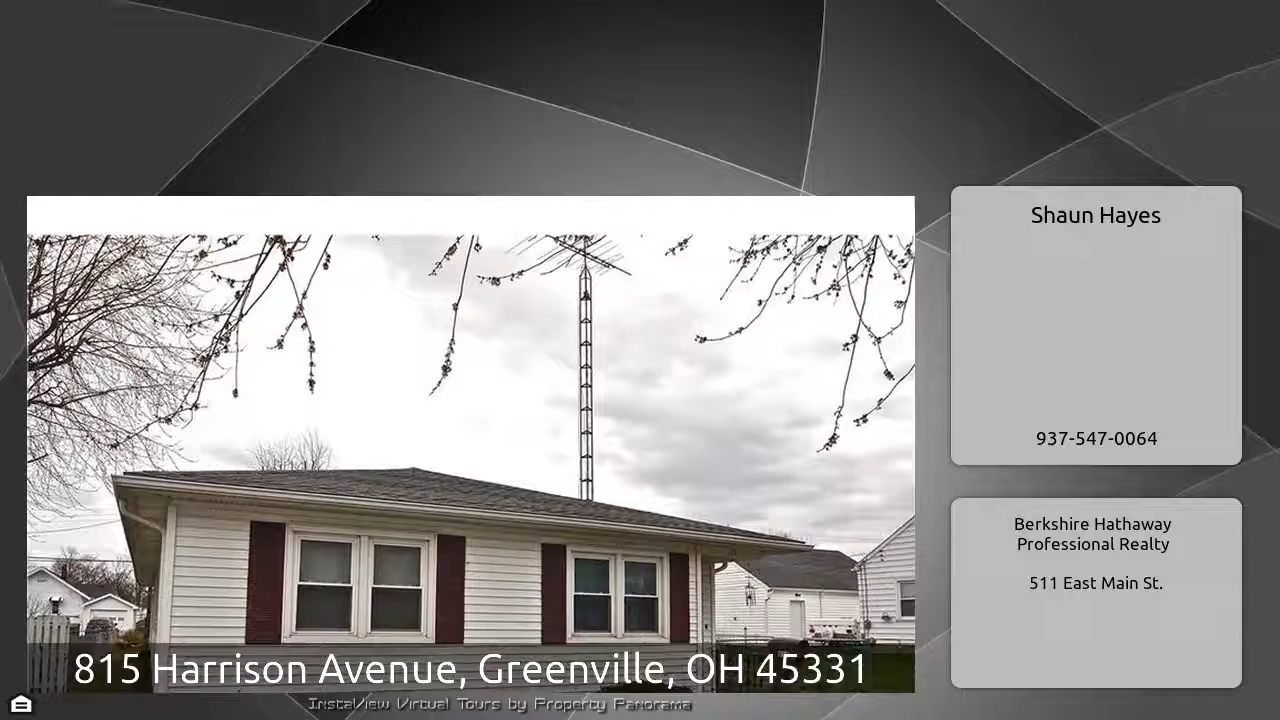 Shaun Hayes
937-547-0064
Berkshire Hathaway
Professional Realty
511 East Main St.
815 Harrison Avenue, Greenville, OH 45331
InstaView Virtual Tours by Property Panorama